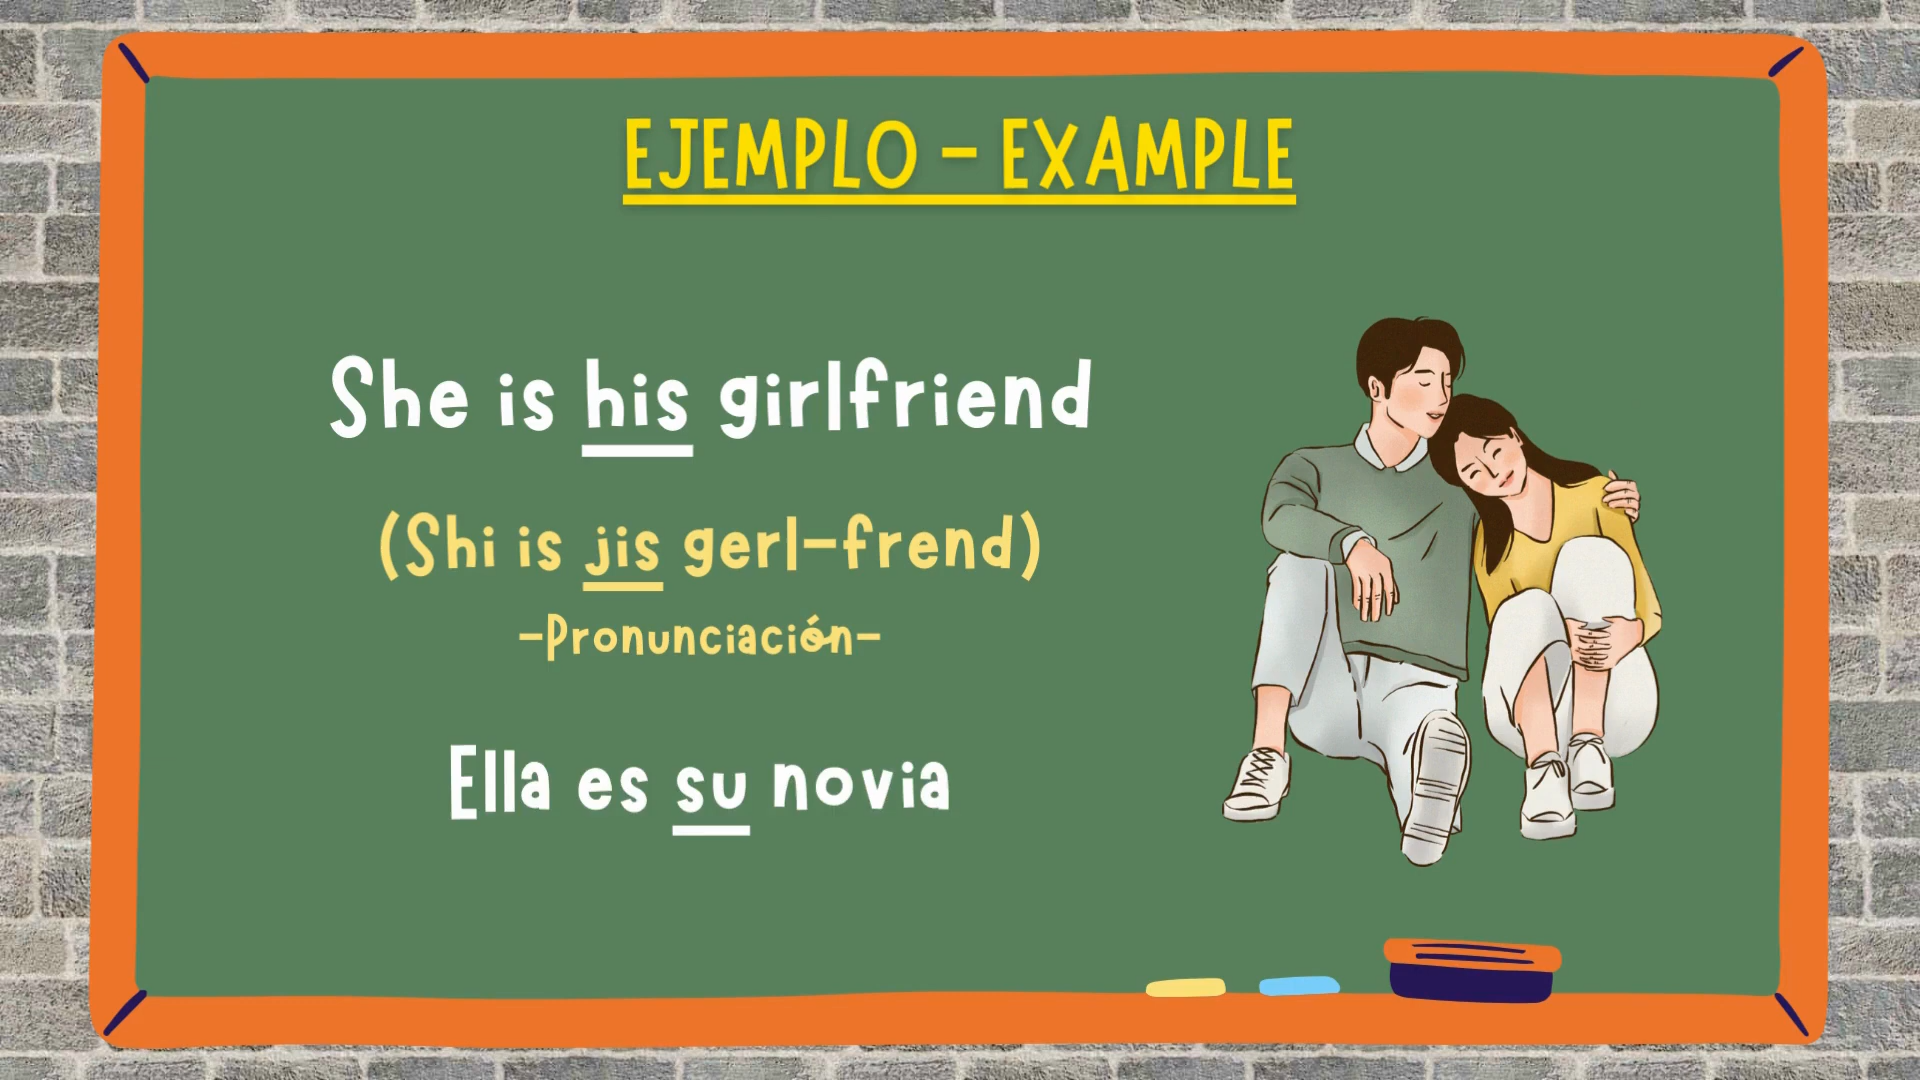 EJEMPLO - EXAMPLE
She is his girlfriend
(Shi is jis gerl-frend)
-Pronunciación-
Ella es su novia